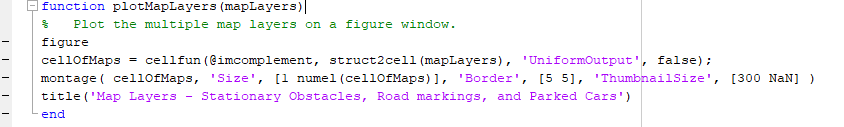 function plotMapLayers(mapLayers)
%   Plot the multiple map layers on a figure window.
figure
cellOfMaps = cellfun(@imcomplement, struct2cell(mapLayers), 'UniformOutput', false);
montage( cellOfMaps, 'Size', [1 numel(cellOfMaps)], 'Border', [5 5], 'ThumbnailSize', [300 NaN] )
title('Map Layers - Stationary Obstacles, Road markings, and Parked Cars')
end